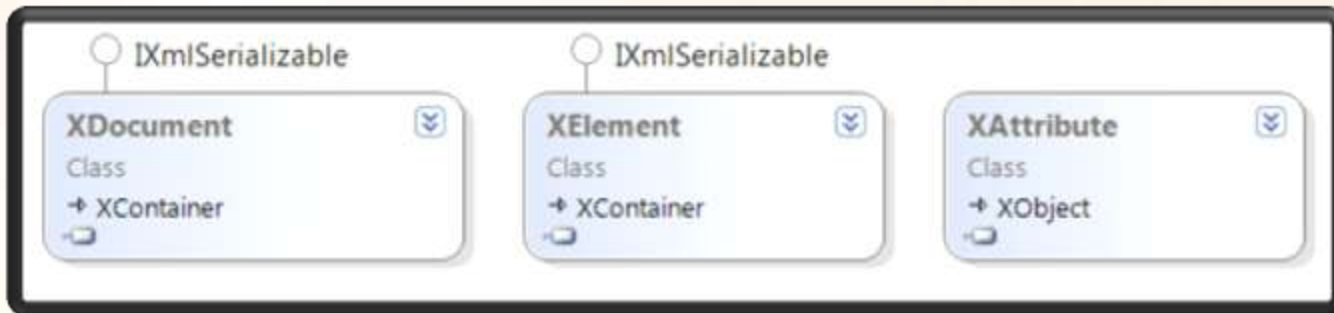 IXmlSerializable
IXmlSerializable
XDocument
Class
XContainer
XElement
Class
XContainer
XAttribute
Class
XObject